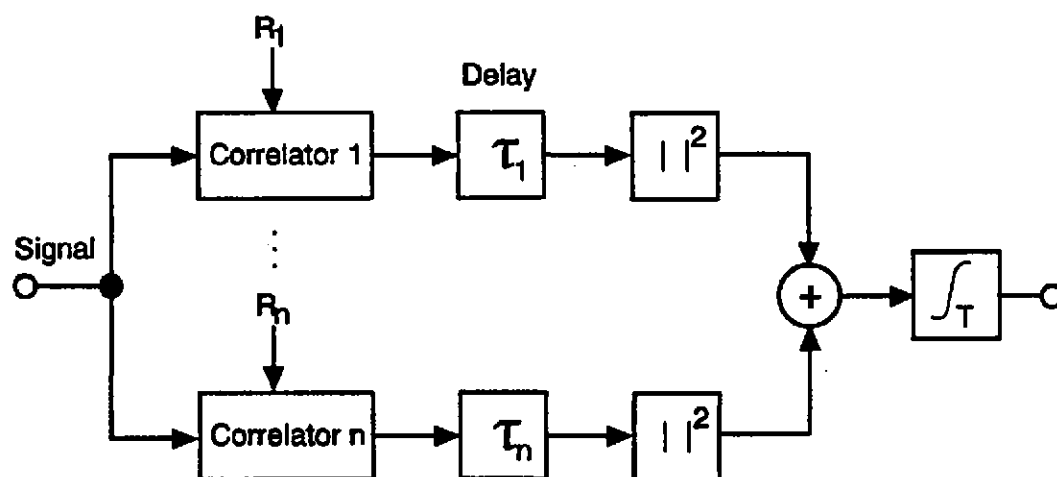 R1
Delay
Correlator 1
τ1
| |2
Signal
+
∫T
Rn
Correlator n
τn
| |2